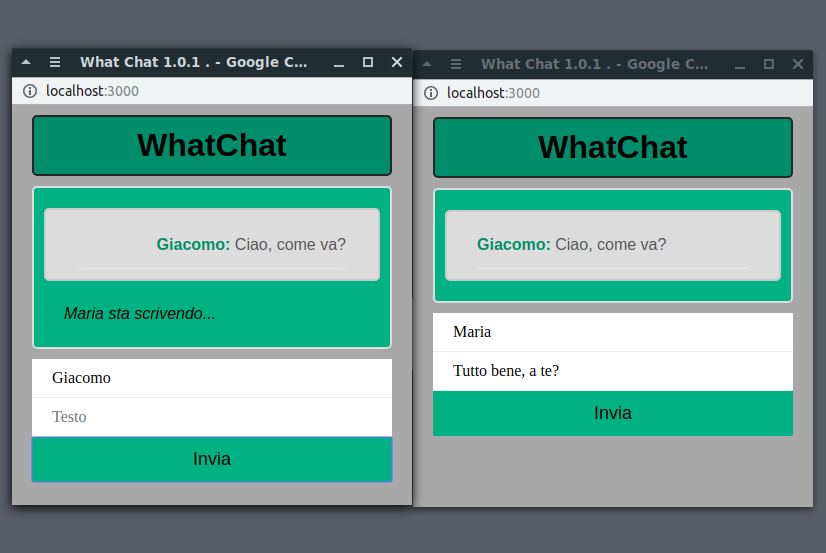 What Chat 1.0.1 . - Google C...
localhost:3000
WhatChat
Giacomo: Ciao, come va?
Maria sta scrivendo...
Giacomo
Testo
Invia
What Chat 1.0.1 . - Google C...
localhost:3000
WhatChat
Giacomo: Ciao, come va?
Maria
Tutto bene, a te?
Invia